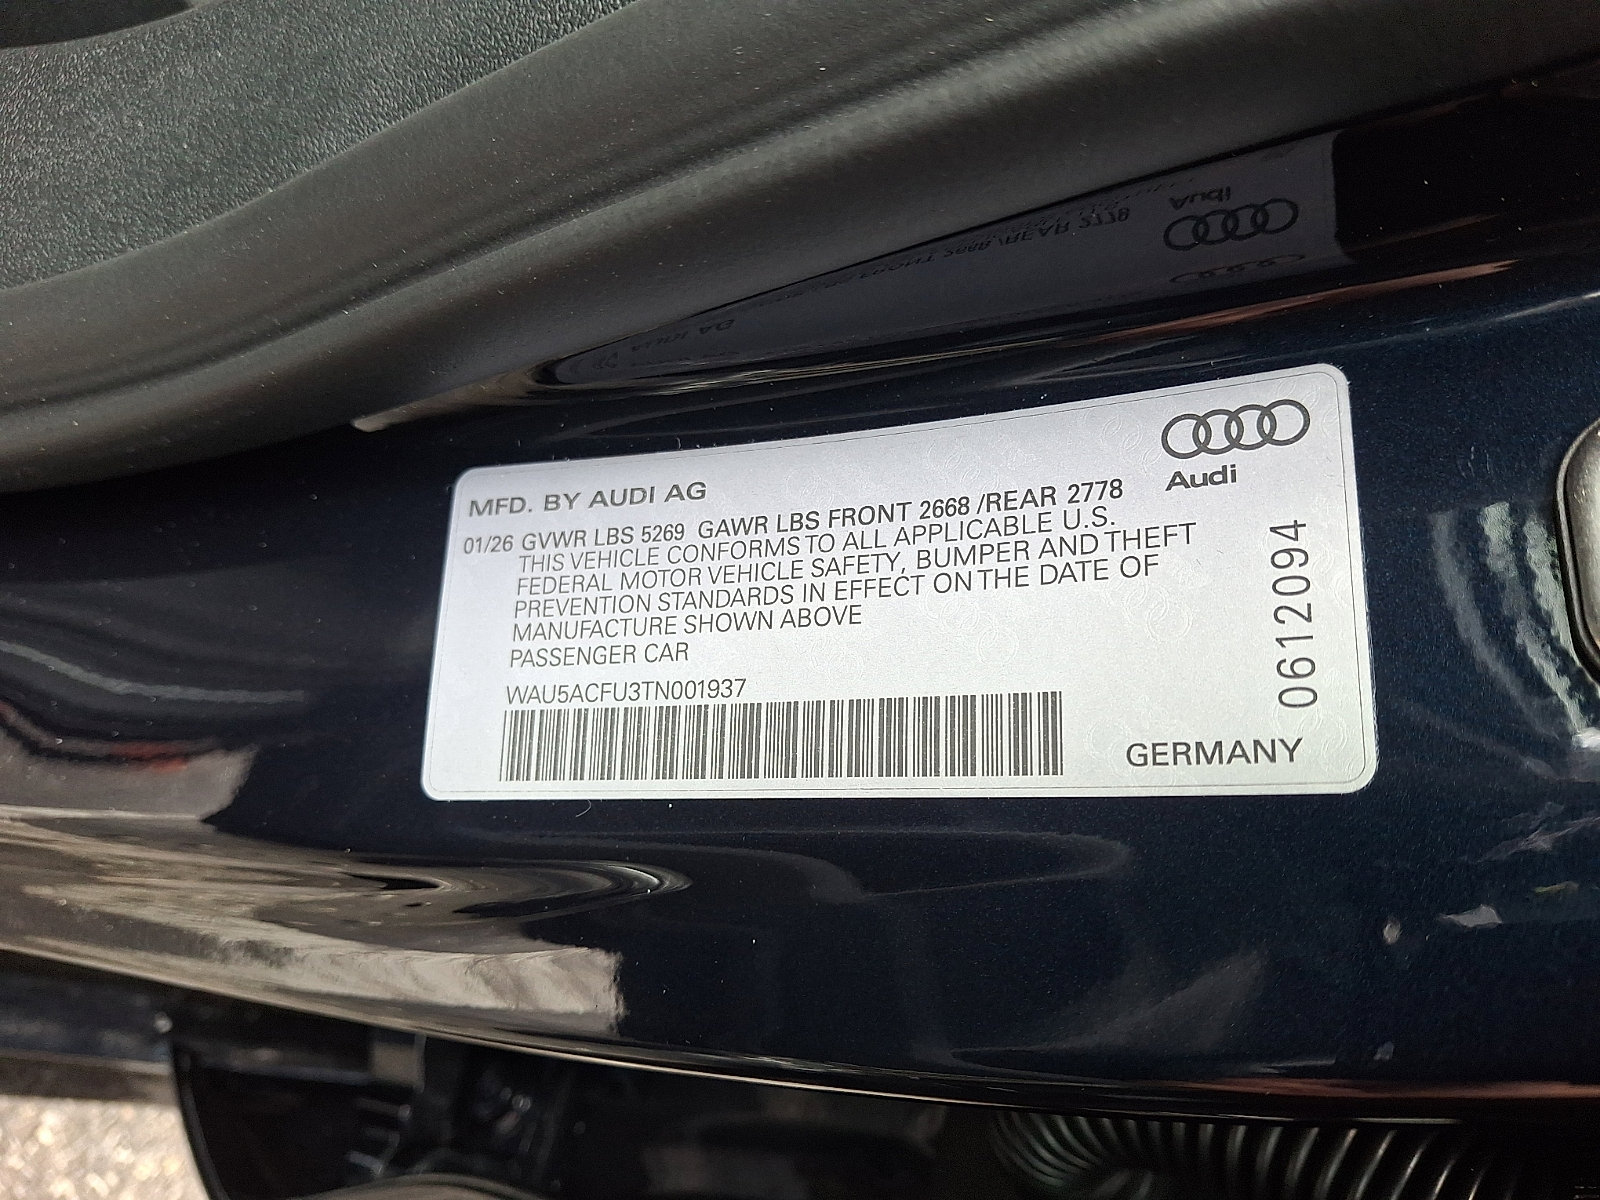 MFD. BY AUDI AG
Audi
01/26 GVWR LBS 5269 GAWR LBS FRONT 2668 /REAR 2778
THIS VEHICLE CONFORMS TO ALL APPLICABLE U.S.
FEDERAL MOTOR VEHICLE SAFETY, BUMPER AND THEFT
PREVENTION STANDARDS IN EFFECT ON THE DATE OF
MANUFACTURE SHOWN ABOVE
PASSENGER CAR
WAU5ACFU3TN001937
GERMANY
0612094